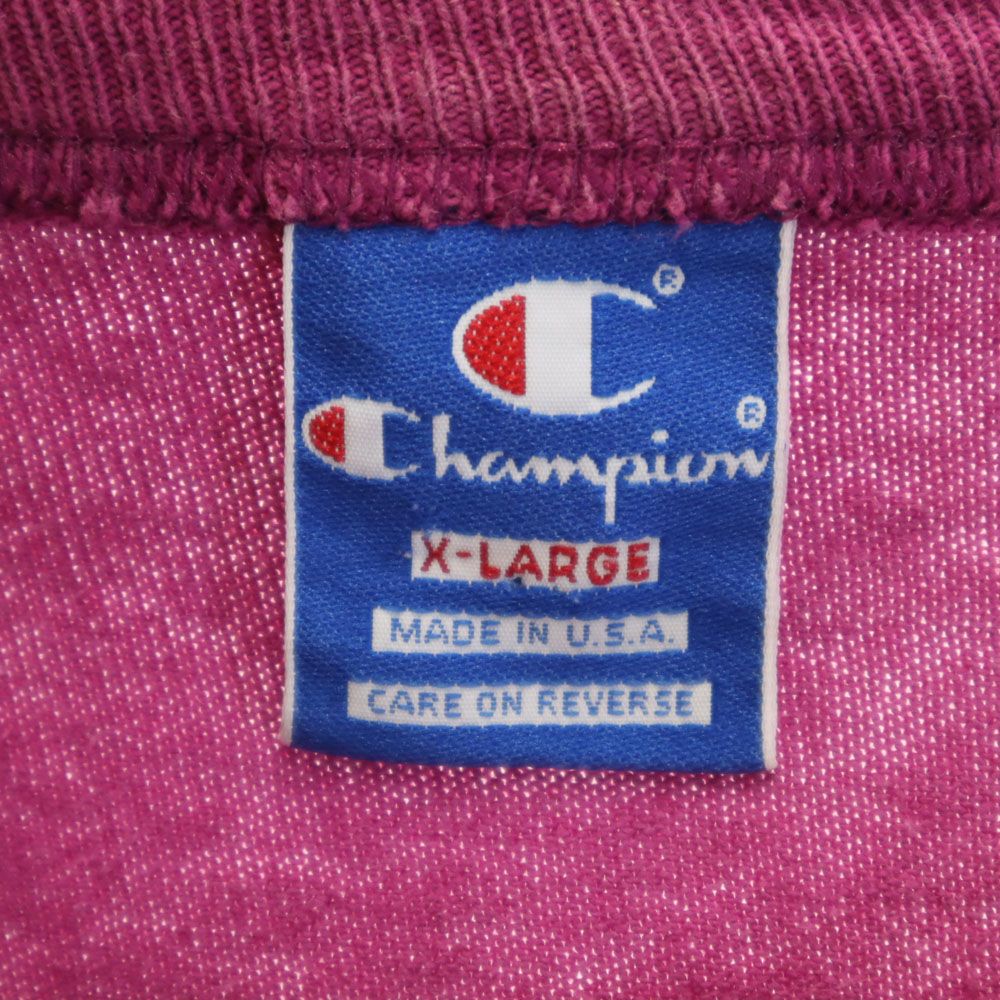 C®
Champion®
X-LARGE
MADE IN U.S.A.
CARE ON REVERSE